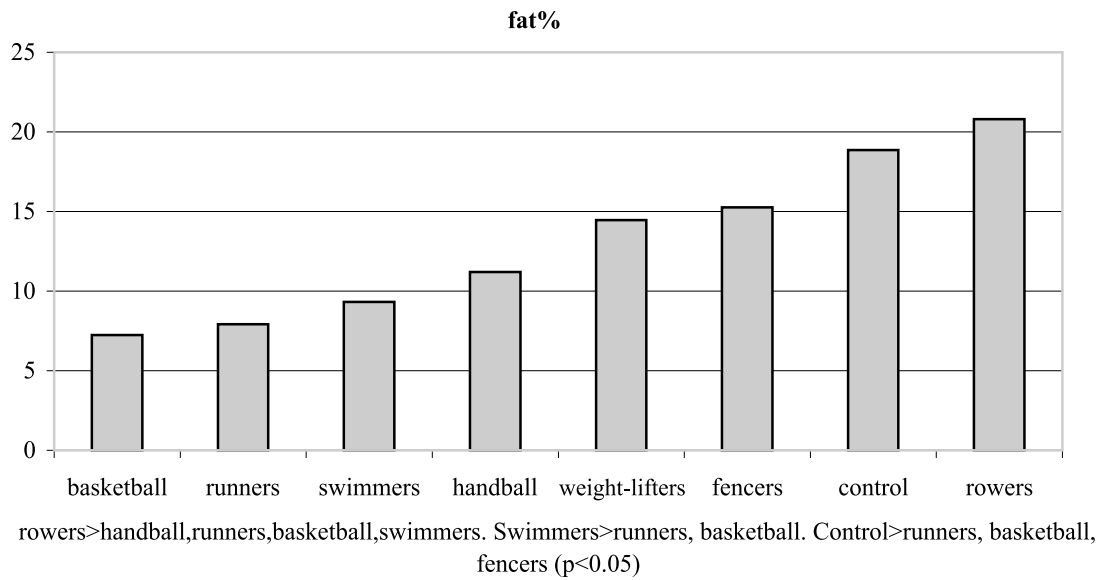 fat%
25
20
15
10
5
0
basketball runners swimmers handball weight-lifters fencers control rowers
rowers>handball,runners,basketball,swimmers. Swimmers>runners, basketball. Control>runners, basketball,
fencers (p<0.05)